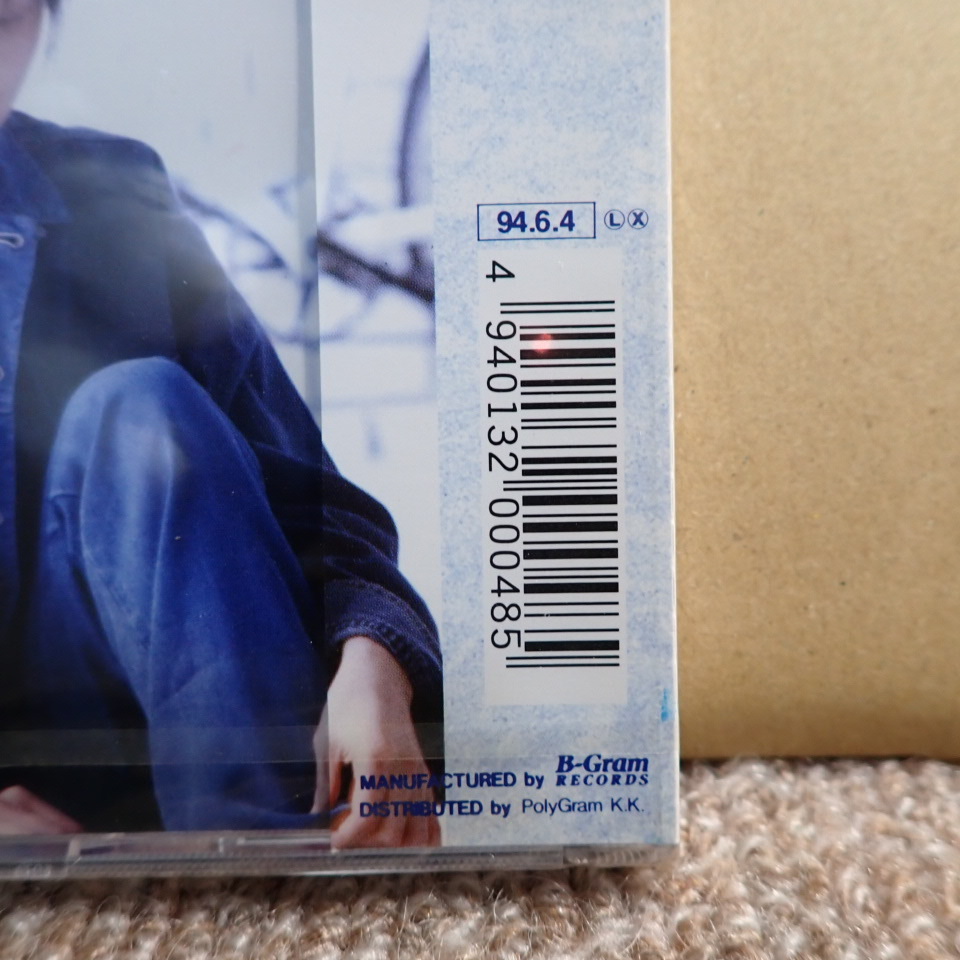 94.6.4 Ⓛ Ⓧ
4 940132 000485
MANUFACTURED by B-Gram RECORDS
DISTRIBUTED by PolyGram K.K.